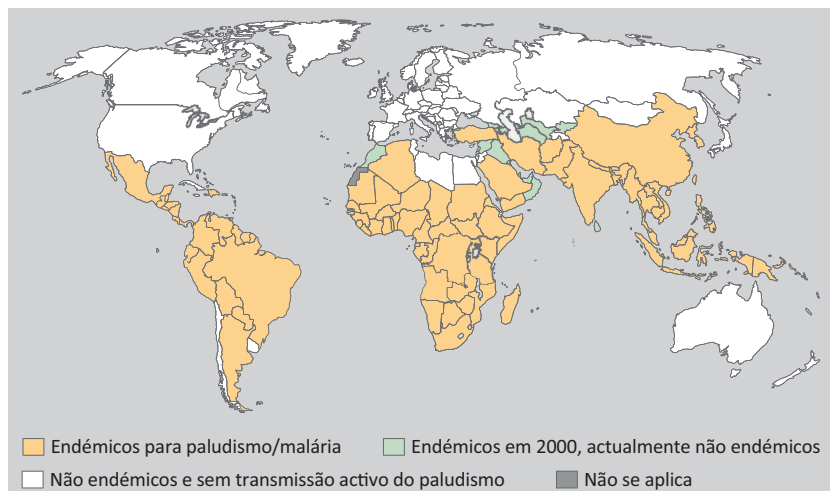 Endémicos para paludismo/malária
Endémicos em 2000, actualmente não endémicos
Não endémicos e sem transmissão activo do paludismo
Não se aplica